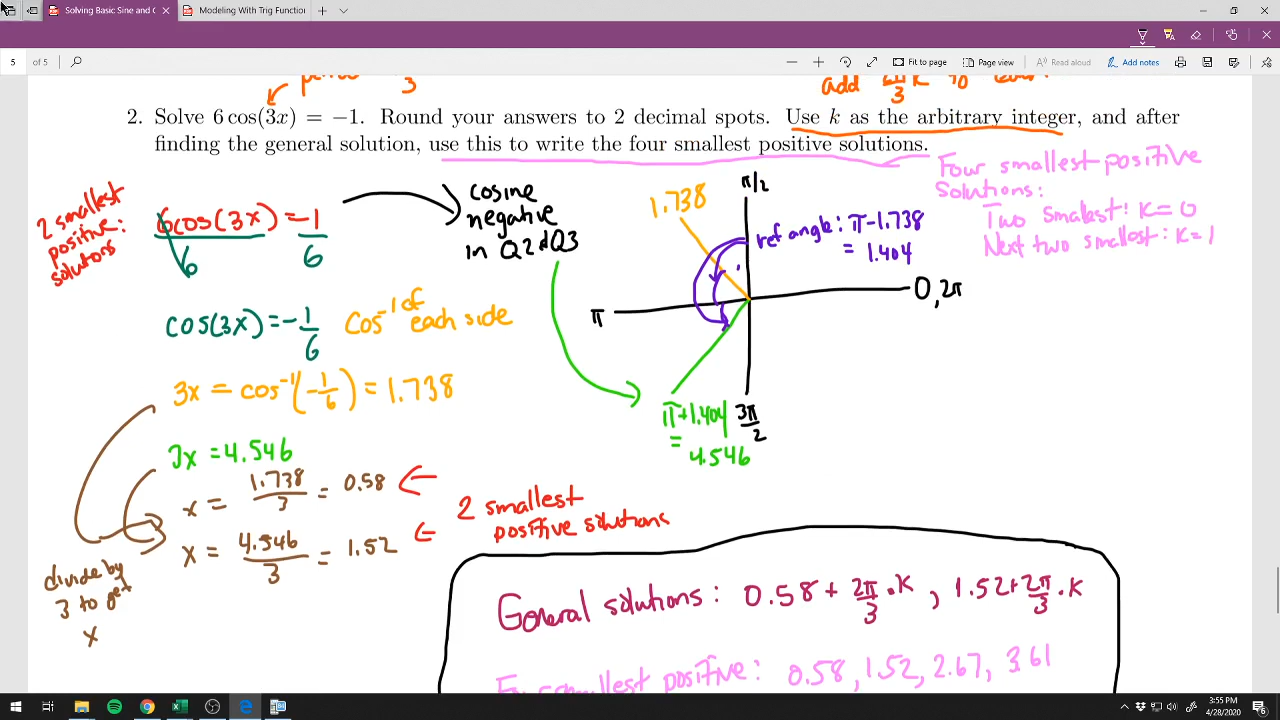 Solving Basic Sine and C
Modeling With Trig Function
5 of 5
Fit to page
Page view
Read aloud
Add notes
period
3
add 2π/3 k to
2. Solve 6 cos(3x) = −1. Round your answers to 2 decimal spots. Use k as the arbitrary integer, and after
finding the general solution, use this to write the four smallest positive solutions.
Four smallest positive
Solutions:
Two smallest: k=0
Next two smallest: k=1
2 smallest
positive
solutions:
6cos(3x) = -1
6 6
cosine
negative
in Q2&Q3
π/2
1.738
ref angle: π-1.738
= 1.404
0, 2π
π
cos(3x) = -1/6
Cos⁻¹ of
each side
3x = cos⁻¹(-1/6) = 1.738
π+1.404
=
4.546
3π/2
3x = 4.546
x = 1.738/3 = 0.58
x = 4.546/3 = 1.52
2 smallest
positive solutions
divide by
3 to get
x
General solutions: 0.58 + 2π/3 · k, 1.52 + 2π/3 · k
smallest positive: 0.58, 1.52, 2.67, 3.61
3:55 PM
4/28/2020